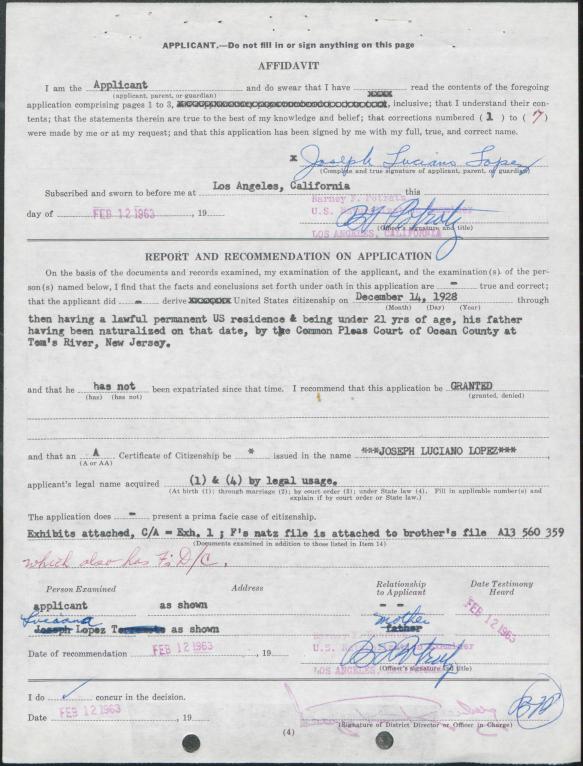 APPLICANT.—Do not fill in or sign anything on this page
AFFIDAVIT
I am the Applicant and do swear that I have xxxx read the contents of the foregoing
(applicant, parent, or guardian)
application comprising pages 1 to 3, inclusive; that I understand their con-
tents; that the statements therein are true to the best of my knowledge and belief; that corrections numbered ( 1 ) to ( 7 )
were made by me or at my request; and that this application has been signed by me with my full, true, and correct name.
x Joseph Luciano Lopez
(Complete and true signature of applicant, parent, or guardian)
Subscribed and sworn to before me at Los Angeles, California this
Barney F. Potratz
day of FEB 12 1963, 19
U.S.
(Officer's signature and title)
LOS ANGELES, CALIFORNIA
REPORT AND RECOMMENDATION ON APPLICATION
On the basis of the documents and records examined, my examination of the applicant, and the examination(s) of the per-
son(s) named below, I find that the facts and conclusions set forth under oath in this application are - true and correct;
that the applicant did - derive xxxxxxx United States citizenship on December 14, 1928 through
(Month) (Day) (Year)
then having a lawful permanent US residence & being under 21 yrs of age, his father
having been naturalized on that date, by the Common Pleas Court of Ocean County at
Tom's River, New Jersey.
and that he has not been expatriated since that time. I recommend that this application be GRANTED
(has) (has not) (granted, denied)
and that an A Certificate of Citizenship be * issued in the name ***JOSEPH LUCIANO LOPEZ***
(A or AA)
applicant's legal name acquired (1) & (4) by legal usage.
(At birth (1); through marriage (2); by court order (3); under State law (4). Fill in applicable number(s) and
explain if by court order or State law.)
The application does - present a prima facie case of citizenship.
Exhibits attached, C/A = Exh. 1 ; F's natz file is attached to brother's file A13 560 359
(Documents examined in addition to those listed in Item 14)
which also has F's D/C.
Person Examined Address Relationship to Applicant Date Testimony Heard
applicant as shown - - FEB 12 1963
Luciana mother
Joseph Lopez as shown father
Date of recommendation FEB 12 1963, 19
U.S.
LOS ANGELES
(Officer's signature and title)
I do ✓ concur in the decision.
Date FEB 12 1963, 19
(Signature of District Director or Officer in Charge)
(4)